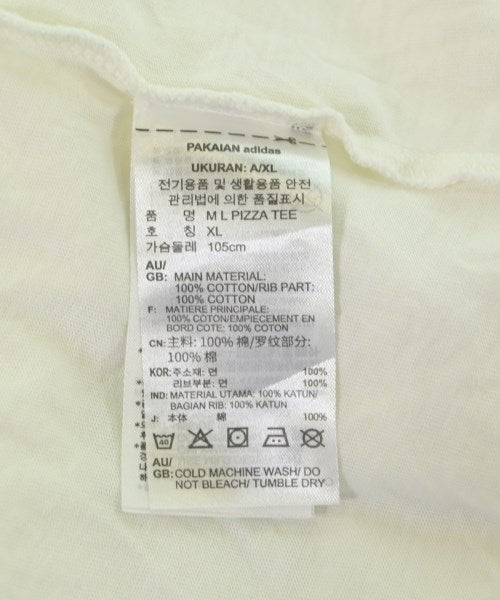 PAKAIAN adidas
UKURAN: A/XL
전기용품 및 생활용품 안전
관리법에 의한 품질표시
품 명 M L PIZZA TEE
호 칭 XL
가슴둘레 105cm
AU/
GB: MAIN MATERIAL:
100% COTTON/RIB PART:
100% COTTON
F: MATIERE PRINCIPALE:
100% COTON/EMPIECEMENT EN
BORD COTE: 100% COTON
CN: 主料: 100% 棉/罗纹部分:
100% 棉
KOR: 주소재: 면 100%
리브부분: 면 100%
IND: MATERIAL UTAMA: 100% KATUN/
BAGIAN RIB: 100% KATUN
J: 本体 綿 100%
40
AU/
GB: COLD MACHINE WASH/ DO
NOT BLEACH/ TUMBLE DRY